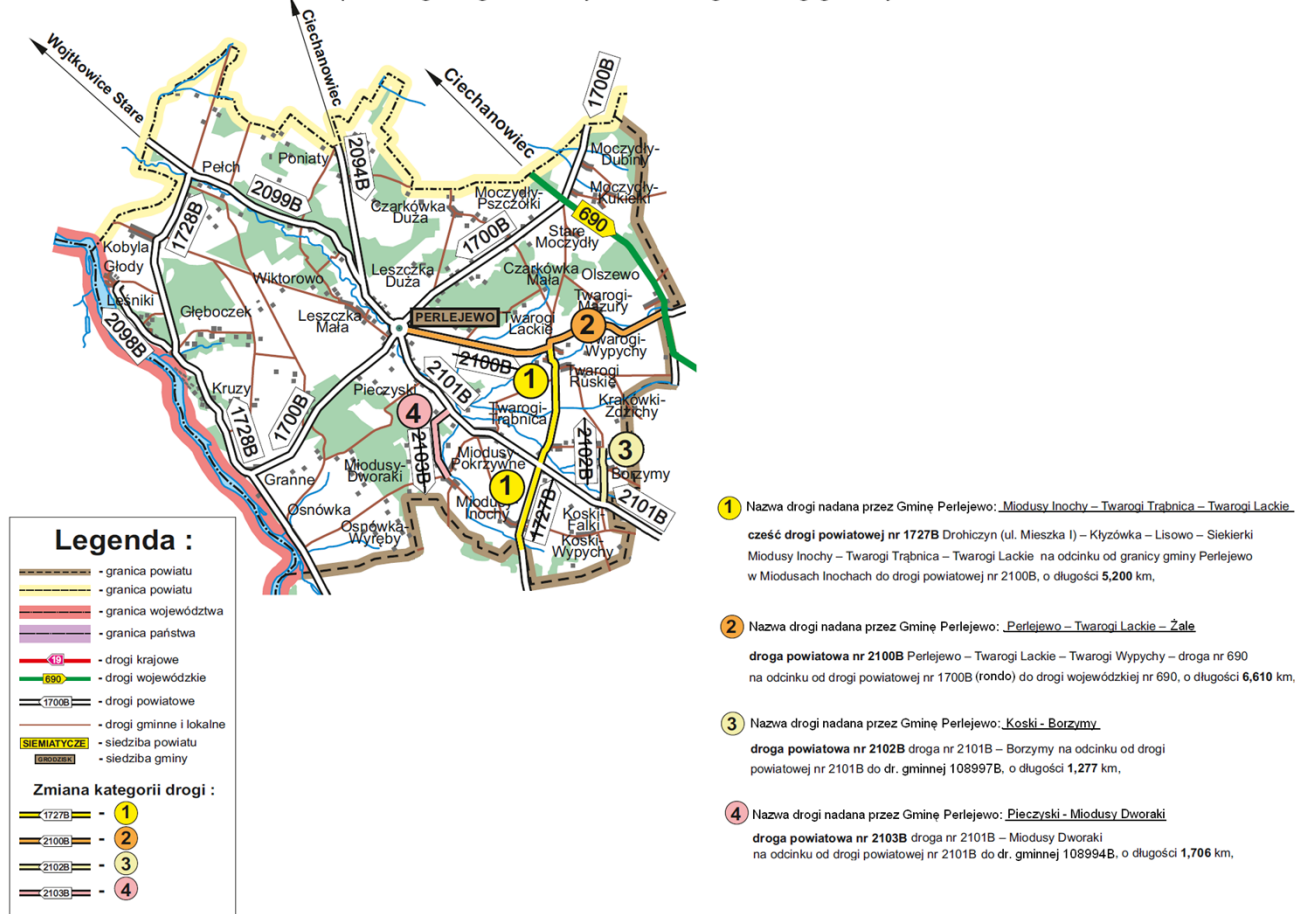 Ciechanowiec
Wojtkowice Stare
Ciechanowiec
1700B
Pełch
Poniaty
2094B
Moczydły-
Dubiny
2099B
Moczydły-
Kukiełki
Moczydły-
Pszczółki
Czarkówka
Duża
1728B
690
1700B
Stare
Moczydły
Kobyla
Głody
Leszczka
Duża
Czarkówka
Mała
Olszewo
Wiktorowo
Leśniki
Twarogi-
Mazury
Głęboczek
Leszczka
Mała
PERLEJEWO
Twarogi
Lackie
2
2098B
Twarogi-
Wypychy
2100B
Twarogi
Ruskie
1
2101B
Kruzy
Pieczyski
Krakówki-
Zdzichy
4
Twarogi-
Trąbnica
1728B
1700B
2102B
3
2103B
Miodusy-
Pokrzywne
Borzymy
Granne
Miodusy-
Dworaki
1
Osnówka
Miodusy
Inochy
1727B
2101B
Koski-
Falki
Osnówka-
Wyręby
Koski-
Wypychy
Legenda :
- granica powiatu
- granica powiatu
- granica województwa
- granica państwa
19 - drogi krajowe
690 - drogi wojewódzkie
1700B - drogi powiatowe
- drogi gminne i lokalne
SIEMIATYCZE - siedziba powiatu
GRODZISK - siedziba gminy
Zmiana kategorii drogi :
1727B - 1
2100B - 2
2102B - 3
2103B - 4
1 Nazwa drogi nadana przez Gminę Perlejewo: Miodusy Inochy – Twarogi Trąbnica – Twarogi Lackie
cześć drogi powiatowej nr 1727B Drohiczyn (ul. Mieszka I) – Kłyzówka – Lisowo – Siekierki
Miodusy Inochy – Twarogi Trąbnica – Twarogi Lackie na odcinku od granicy gminy Perlejewo
w Miodusach Inochach do drogi powiatowej nr 2100B, o długości 5,200 km,
2 Nazwa drogi nadana przez Gminę Perlejewo: Perlejewo – Twarogi Lackie – Żale
droga powiatowa nr 2100B Perlejewo – Twarogi Lackie – Twarogi Wypychy – droga nr 690
na odcinku od drogi powiatowej nr 1700B (rondo) do drogi wojewódzkiej nr 690, o długości 6,610 km,
3 Nazwa drogi nadana przez Gminę Perlejewo: Koski - Borzymy
droga powiatowa nr 2102B droga nr 2101B – Borzymy na odcinku od drogi
powiatowej nr 2101B do dr. gminnej 108997B, o długości 1,277 km,
4 Nazwa drogi nadana przez Gminę Perlejewo: Pieczyski - Miodusy Dworaki
droga powiatowa nr 2103B droga nr 2101B – Miodusy Dworaki
na odcinku od drogi powiatowej nr 2101B do dr. gminnej 108994B, o długości 1,706 km,